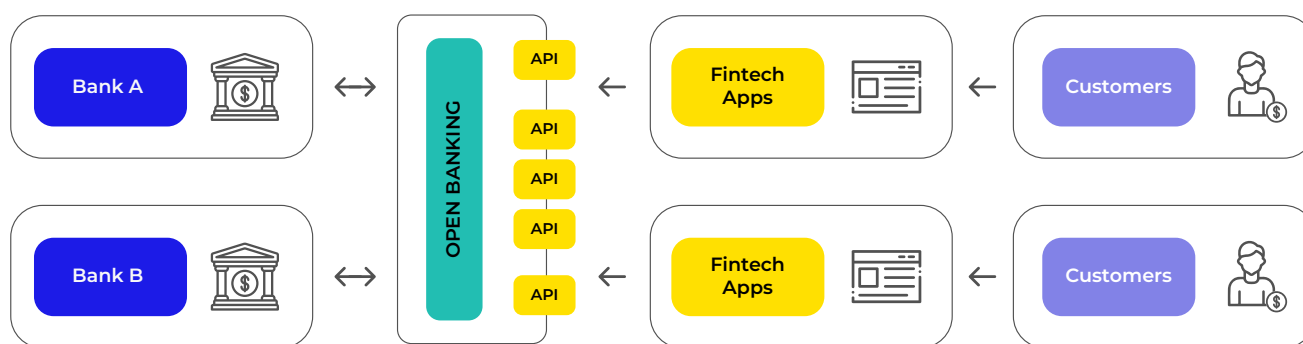 Bank A
OPEN BANKING
API
Fintech
Apps
Customers
API
API
API
Bank B
API
Fintech
Apps
Customers
$
$
$
$